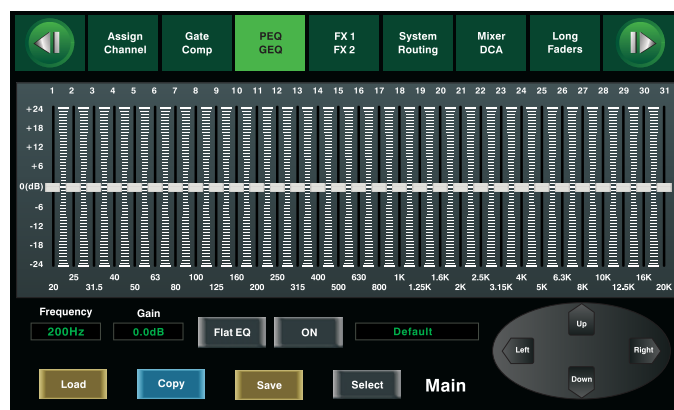 Assign Channel
Gate Comp
PEQ GEQ
FX 1 FX 2
System Routing
Mixer DCA
Long Faders
1 2 3 4 5 6 7 8 9 10 11 12 13 14 15 16 17 18 19 20 21 22 23 24 25 26 27 28 29 30 31
+24
+18
+12
+6
0(dB)
-6
-12
-18
-24
25 40 63 100 160 250 400 630 1K 1.6K 2.5K 4K 6.3K 10K 16K
20 31.5 50 80 125 200 315 500 800 1.25K 2K 3.15K 5K 8K 12.5K 20K
Frequency
Gain
200Hz
0.0dB
Flat EQ
ON
Default
Up
Left
Right
Down
Load
Copy
Save
Select
Main